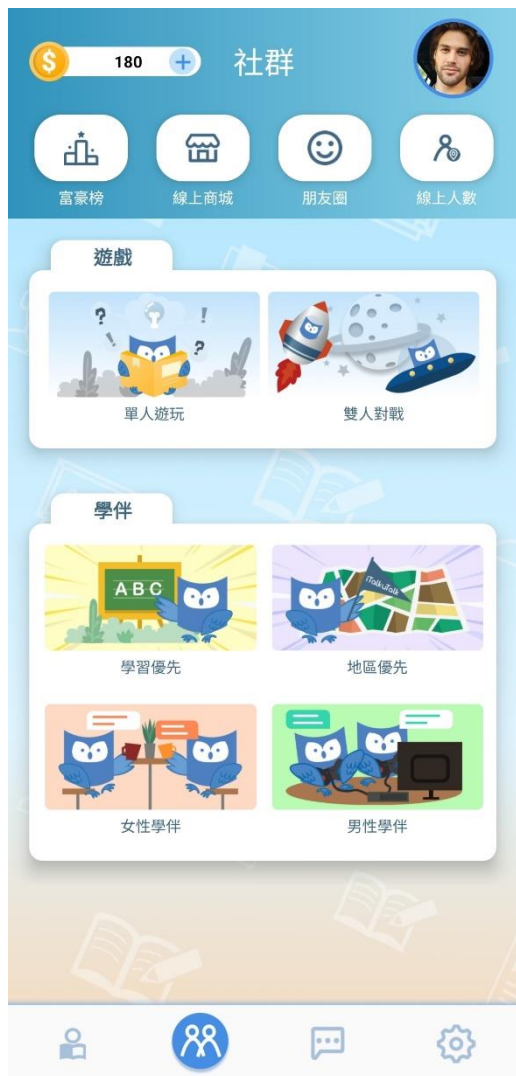 $ 180 + 社群
富豪榜 線上商城 朋友圈 線上人數
遊戲
? ! ! ?
單人遊玩 雙人對戰
學伴
ABC iTalkuTalk
學習優先 地區優先
女性學伴 男性學伴